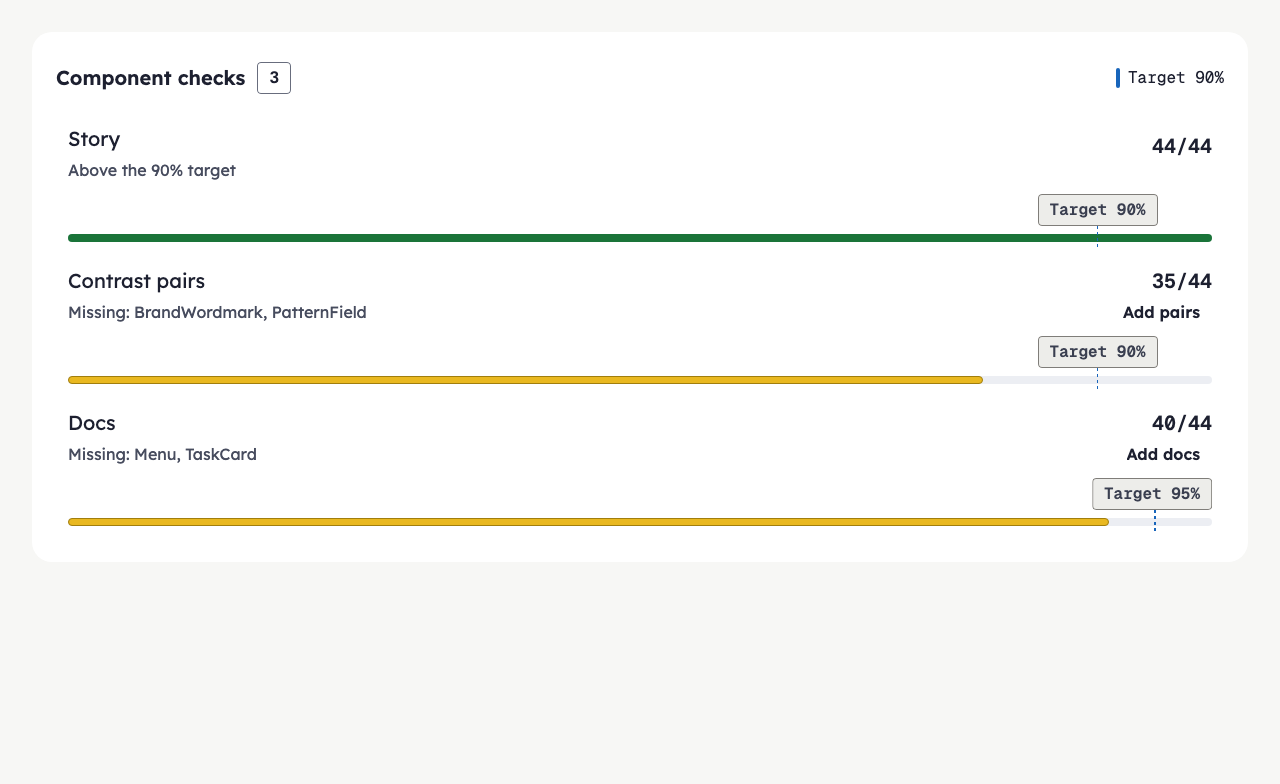 Component checks 3
Target 90%
Story
44/44
Above the 90% target
Target 90%
Contrast pairs
35/44
Missing: BrandWordmark, PatternField
Add pairs
Target 90%
Docs
40/44
Missing: Menu, TaskCard
Add docs
Target 95%